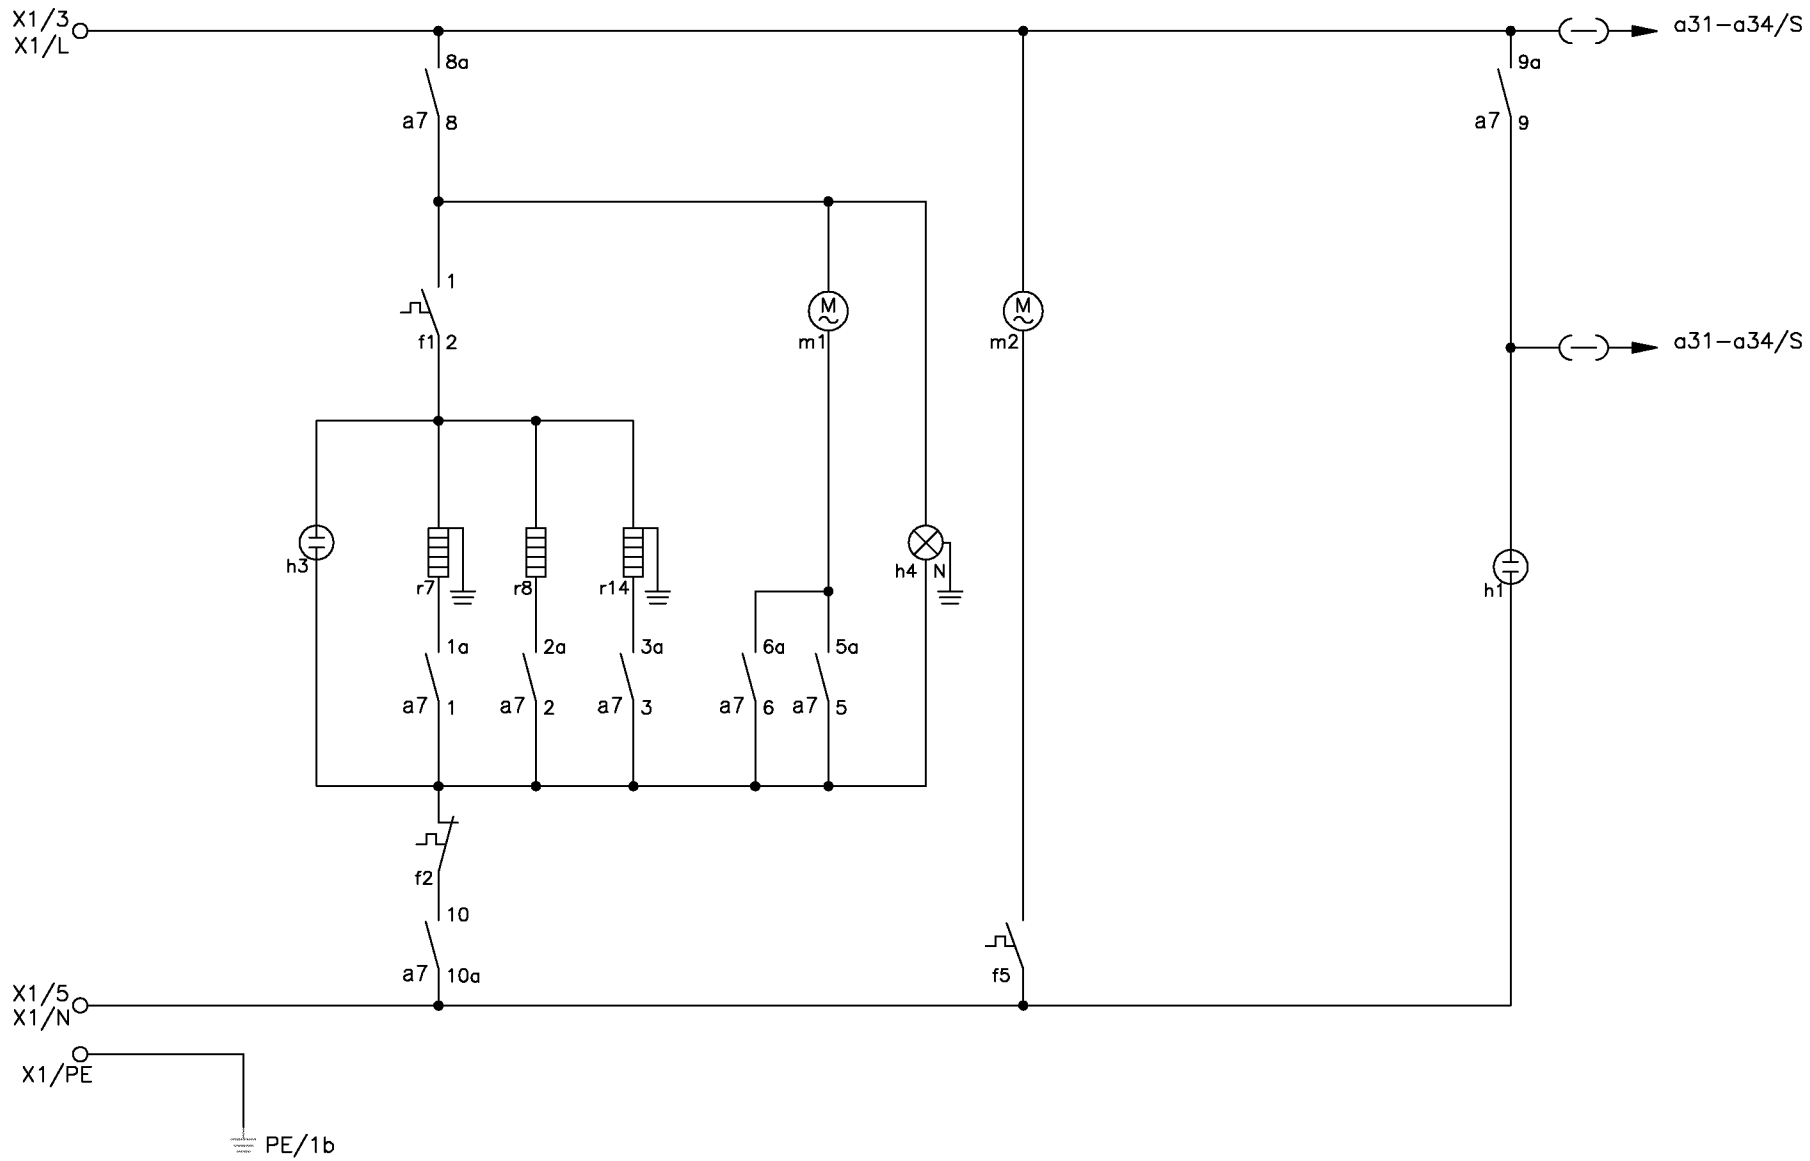 X1/3
X1/L
a31-a34/S
8a
9a
a7 8
a7 9
1
f1 2
m1
m2
M
M
a31-a34/S
h3
r7
r8
r14
h4 N
h1
1a
2a
3a
6a
5a
a7 1
a7 2
a7 3
a7 6
a7 5
f2
10
a7 10a
f5
X1/5
X1/N
X1/PE
PE/1b